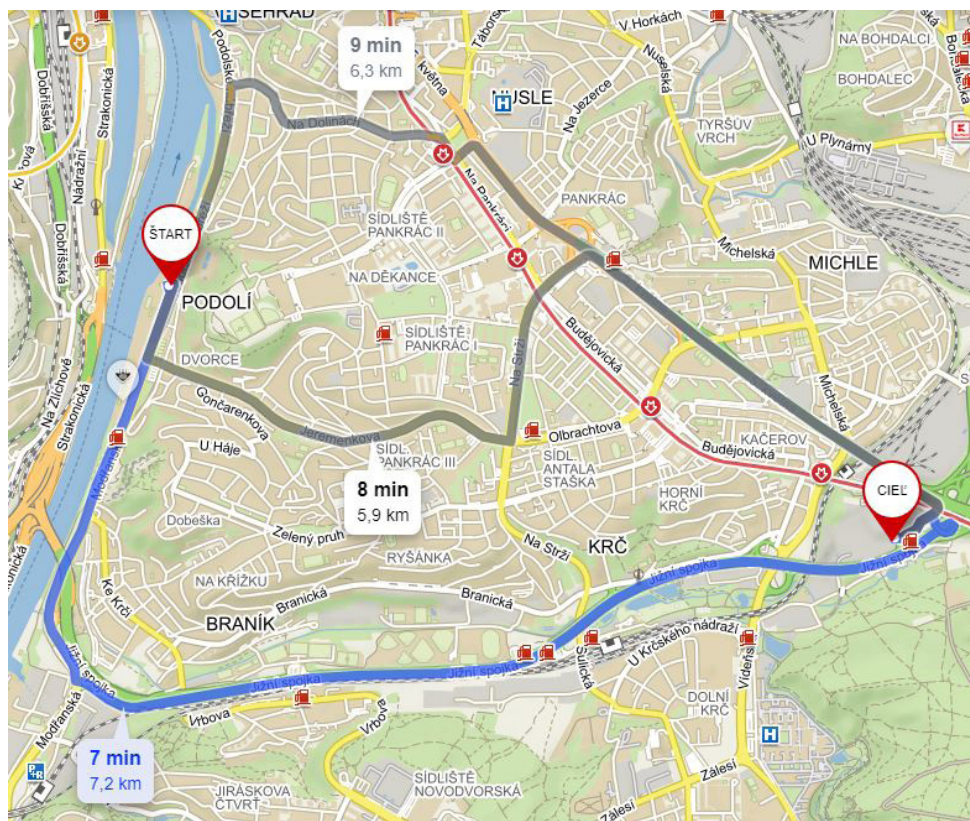 SEHRAD
Podolské
9 min
6,3 km
května
Táborská
V Horkách
NA BOHDALCI
BOHDALEC
Nuselská
NUSLE
Na Jezerce
TYRŠŮV
VRCH
U Plynárny
Dobříšská
Strakonická
Nádražní
Na Dolinách
Na Pankráci
PANKRÁC
SÍDLIŠTĚ
PANKRÁC II
ŠTART
Dobříšská
Michelská
MICHLE
NA DĚKANCE
PODOLÍ
SÍDLIŠTĚ
PANKRÁC I
Budějovická
Na Strži
DVORCE
Na Zlíchově
Strakonická
Gončarenkova
Jeremenkova
Michelská
U Háje
SÍDL.
PANKRÁC III
Olbrachtova
KAČEROV
Budějovická
SÍDL.
ANTALA
STAŠKA
8 min
5,9 km
HORNÍ
KRČ
CIEĽ
Dobeška
Zelený pruh
RYŠÁNKA
Na Strži
KRČ
Jižní spojka
Jižní spojka
NA KŘÍŽKU
Ke Krči
Branická
Branická
BRANÍK
U Krčského nádraží
Jižní spojka
Jižní spojka
Jižní spojka
Sulická
Vídeňská
DOLNÍ
KRČ
Modřanská
Vrbova
Vrbova
7 min
7,2 km
P+R
JIRÁSKOVA
ČTVRŤ
SÍDLIŠTĚ
NOVODVORSKÁ
Zálesí
Zálesí